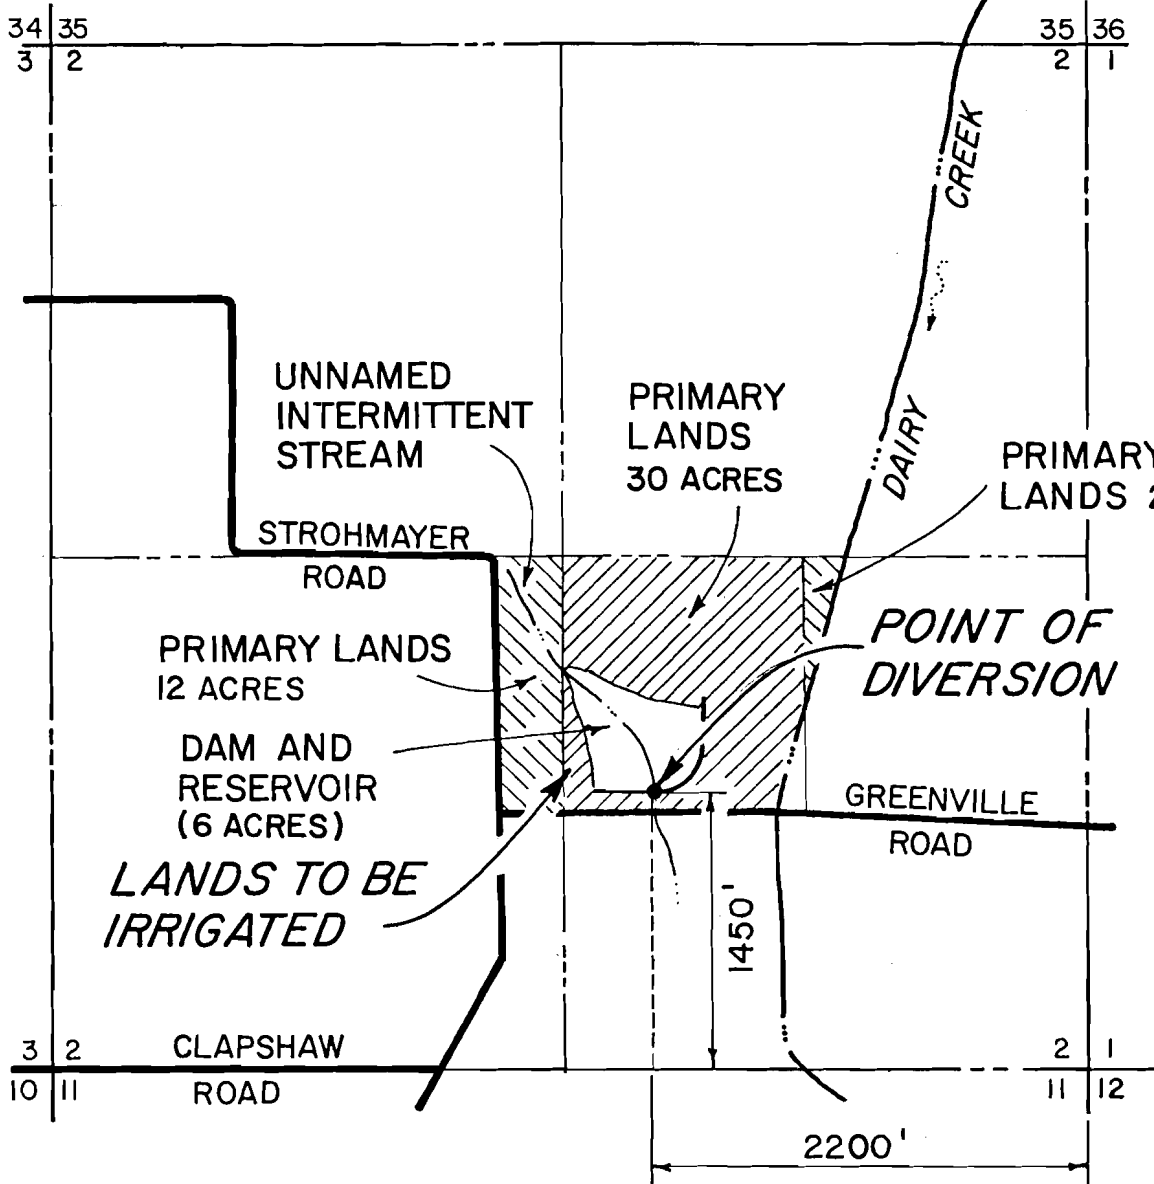 34 35
3 2
35 36
2 1
CREEK
UNNAMED
INTERMITTENT
STREAM
PRIMARY
LANDS
30 ACRES
DAIRY
PRIMARY
LANDS 2
STROHMAYER
ROAD
POINT OF
DIVERSION
PRIMARY LANDS
12 ACRES
DAM AND
RESERVOIR
(6 ACRES)
GREENVILLE
ROAD
LANDS TO BE
IRRIGATED
1450'
3 2
10 11
CLAPSHAW
ROAD
2 1
11 12
2200'